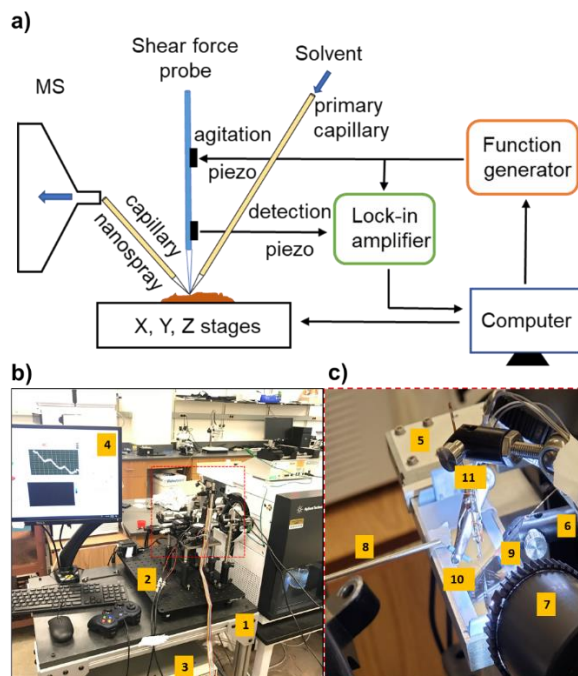 a)
Shear force
probe
Solvent
MS
primary
capillary
agitation
piezo
Function
generator
detection
piezo
Lock-in
amplifier
capillary
nanospray
X, Y, Z stages
Computer
b)
4
2
1
3
c)
5
11
6
8
9
10
7